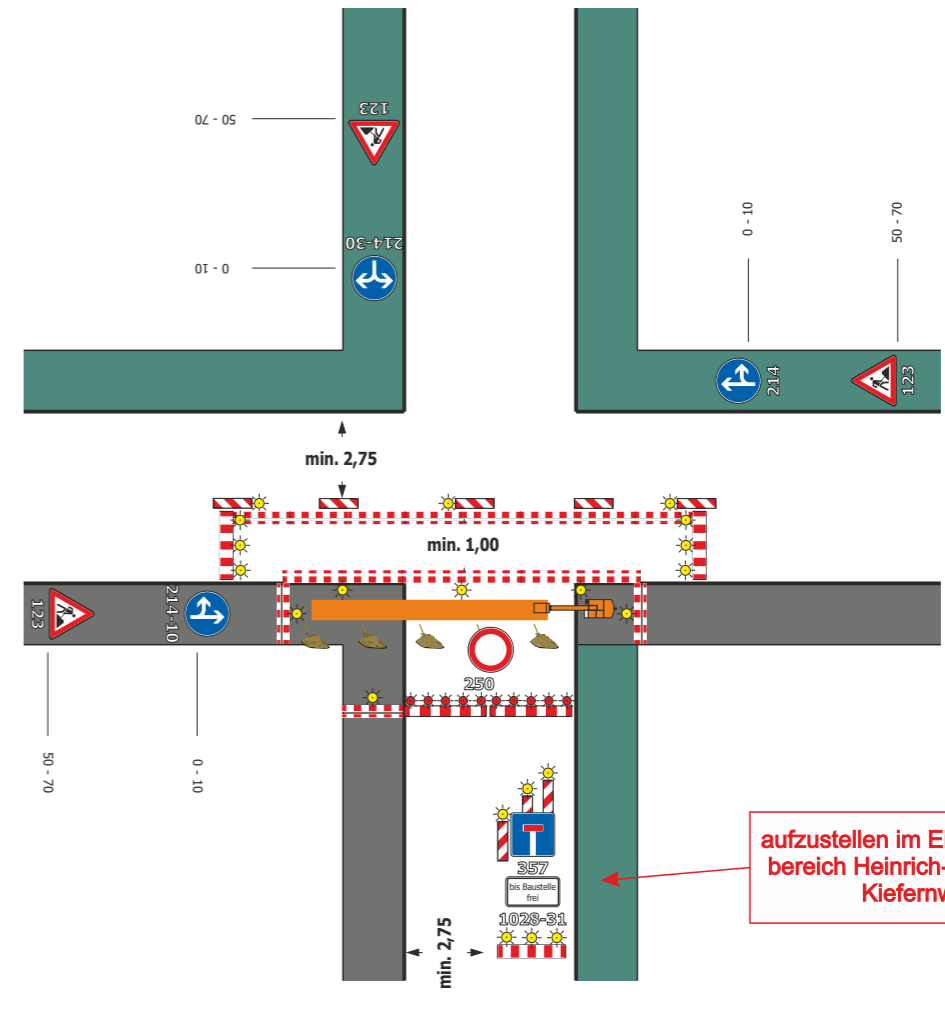 123
50 - 70
214-30
0 - 10
0 - 10
50 - 70
214
123
min. 2,75
min. 1,00
123
214-10
250
50 - 70
0 - 10
357
bis Baustelle
frei
1028-31
min. 2,75
aufzustellen im
bereich Heinrich-